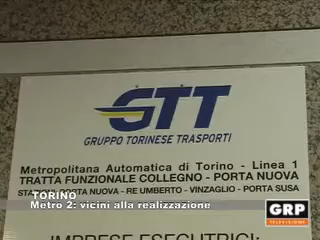 GTT
GRUPPO TORINESE TRASPORTI
Metropolitana Automatica di Torino - Linea 1
TRATTA FUNZIONALE COLLEGNO - PORTA NUOVA
PORTA NUOVA - RE UMBERTO - VINZAGLIO - PORTA SUSA
TORINO
Metro 2: vicini alla realizzazione
IMPRESE ESECUTRICI:
GRP
TELEVISIONE